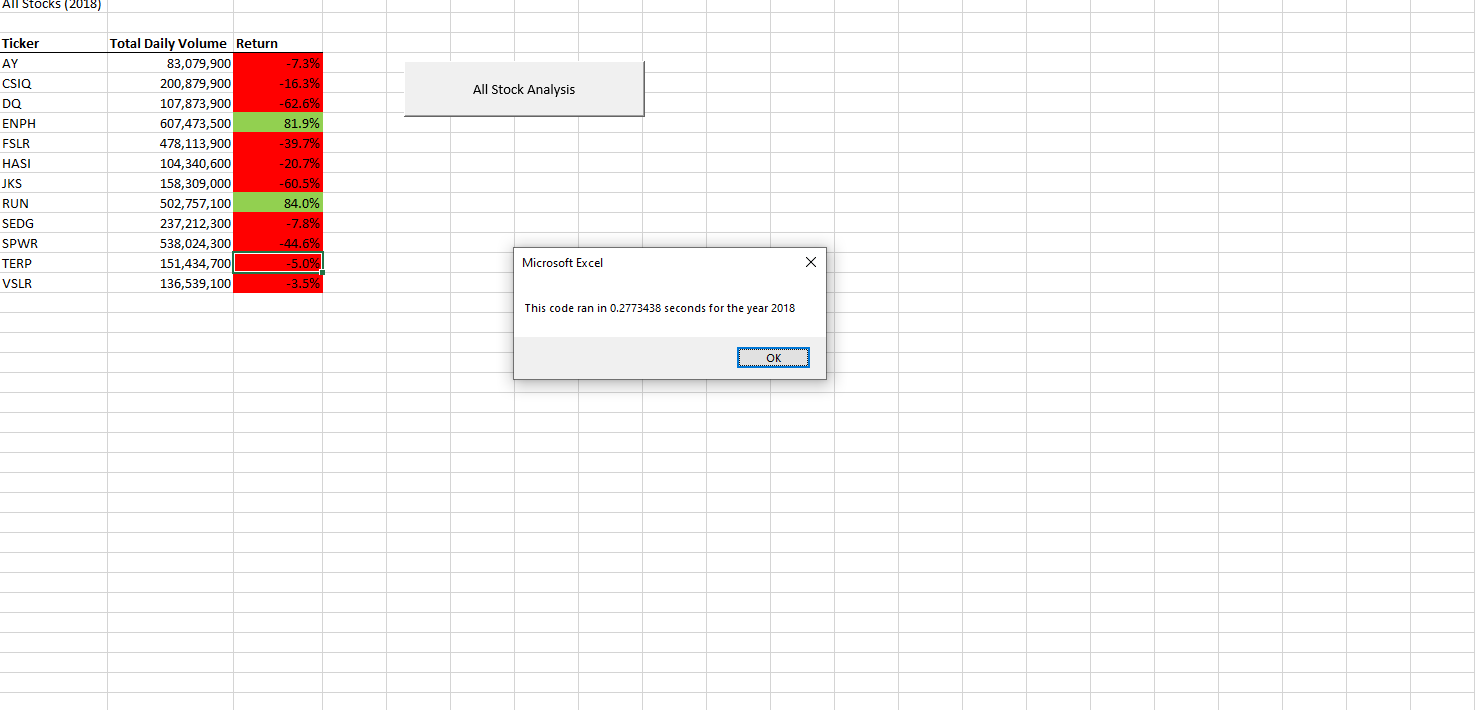 All Stocks (2018)
Ticker Total Daily Volume Return
AY 83,079,900 -7.3%
CSIQ 200,879,900 -16.3%
DQ 107,873,900 -62.6%
ENPH 607,473,500 81.9%
FSLR 478,113,900 -39.7%
HASI 104,340,600 -20.7%
JKS 158,309,000 -60.5%
RUN 502,757,100 84.0%
SEDG 237,212,300 -7.8%
SPWR 538,024,300 -44.6%
TERP 151,434,700 -5.0%
VSLR 136,539,100 -3.5%
All Stock Analysis
Microsoft Excel
This code ran in 0.2773438 seconds for the year 2018
OK